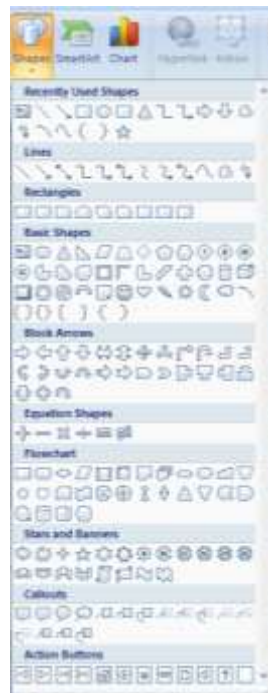 Shapes SmartArt Chart Hyperlink Action
Recently Used Shapes
Lines
Rectangles
Basic Shapes
Block Arrows
Equation Shapes
Flowchart
Stars and Banners
Callouts
Action Buttons